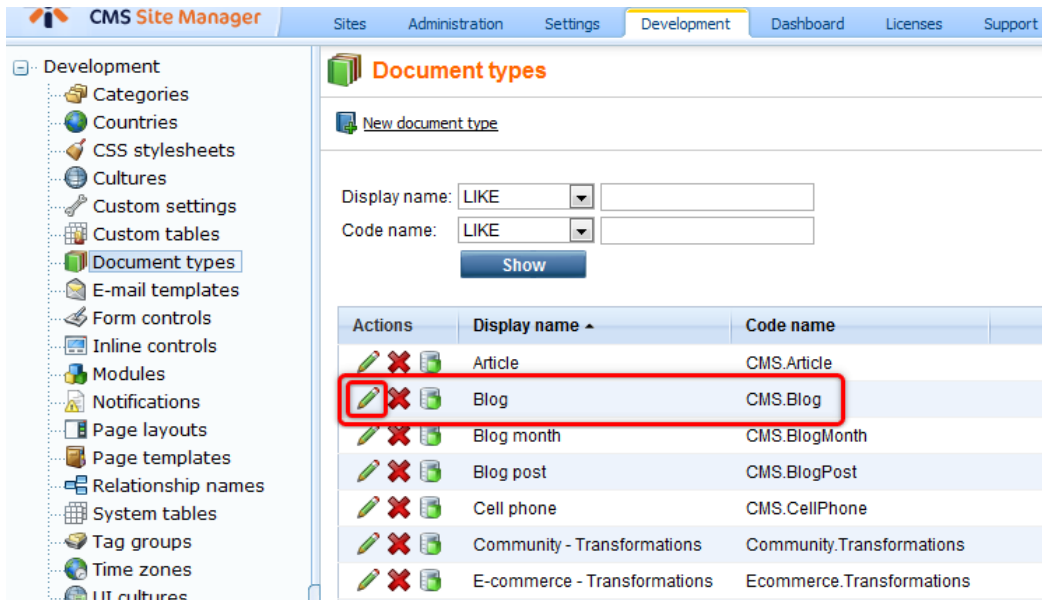 CMS Site Manager
Sites Administration Settings Development Dashboard Licenses Support
Development
Categories
Countries
CSS stylesheets
Cultures
Custom settings
Custom tables
Document types
E-mail templates
Form controls
Inline controls
Modules
Notifications
Page layouts
Page templates
Relationship names
System tables
Tag groups
Time zones
UI cultures
Document types
New document type
Display name: LIKE
Code name: LIKE
Show
Actions Display name Code name
Article CMS.Article
Blog CMS.Blog
Blog month CMS.BlogMonth
Blog post CMS.BlogPost
Cell phone CMS.CellPhone
Community - Transformations Community.Transformations
E-commerce - Transformations Ecommerce.Transformations